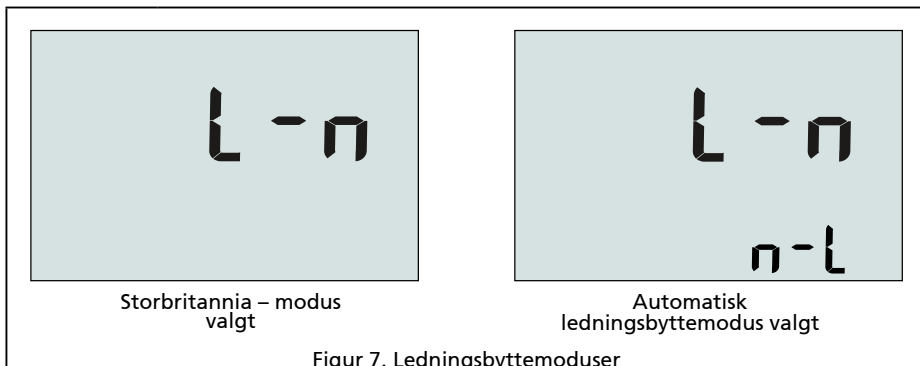 L-n
L-n
n-L
Storbritannia – modus
valgt
Automatisk
ledningsbyttemodus valgt
Figur 7. Ledningsbyttemoduser